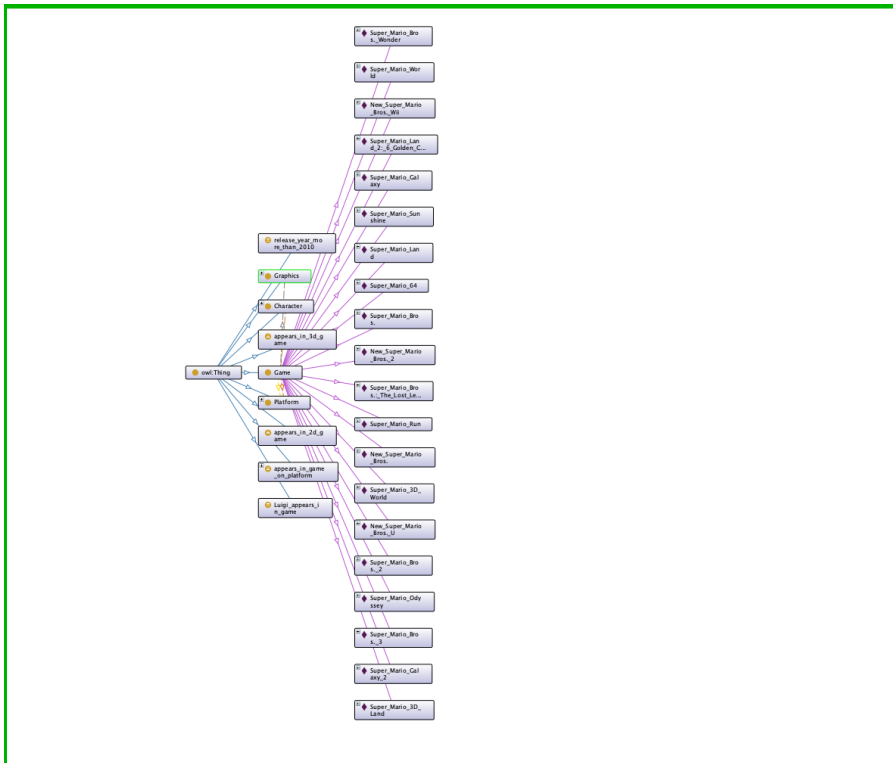 Super_Mario_Bro
s._Wonder
Super_Mario_Wor
ld
New_Super_Mario
_Bros._Wii
Super_Mario_Lan
d_2:_6_Golden_C...
Super_Mario_Gal
axy
Super_Mario_Sun
shine
release_year_mo
re_than_2010
Super_Mario_Lan
d
Graphics
Super_Mario_64
Character
Super_Mario_Bro
s.
appears_in_3d_g
ame
New_Super_Mario
_Bros._2
owl:Thing
Game
Super_Mario_Bro
s.:_The_Lost_Le...
Platform
Super_Mario_Run
appears_in_2d_g
ame
New_Super_Mario
_Bros.
appears_in_game
_on_platform
Super_Mario_3D_
World
Luigi_appears_i
n_game
New_Super_Mario
_Bros._U
Super_Mario_Bro
s._2
Super_Mario_Ody
ssey
Super_Mario_Bro
s._3
Super_Mario_Gal
axy_2
Super_Mario_3D_
Land